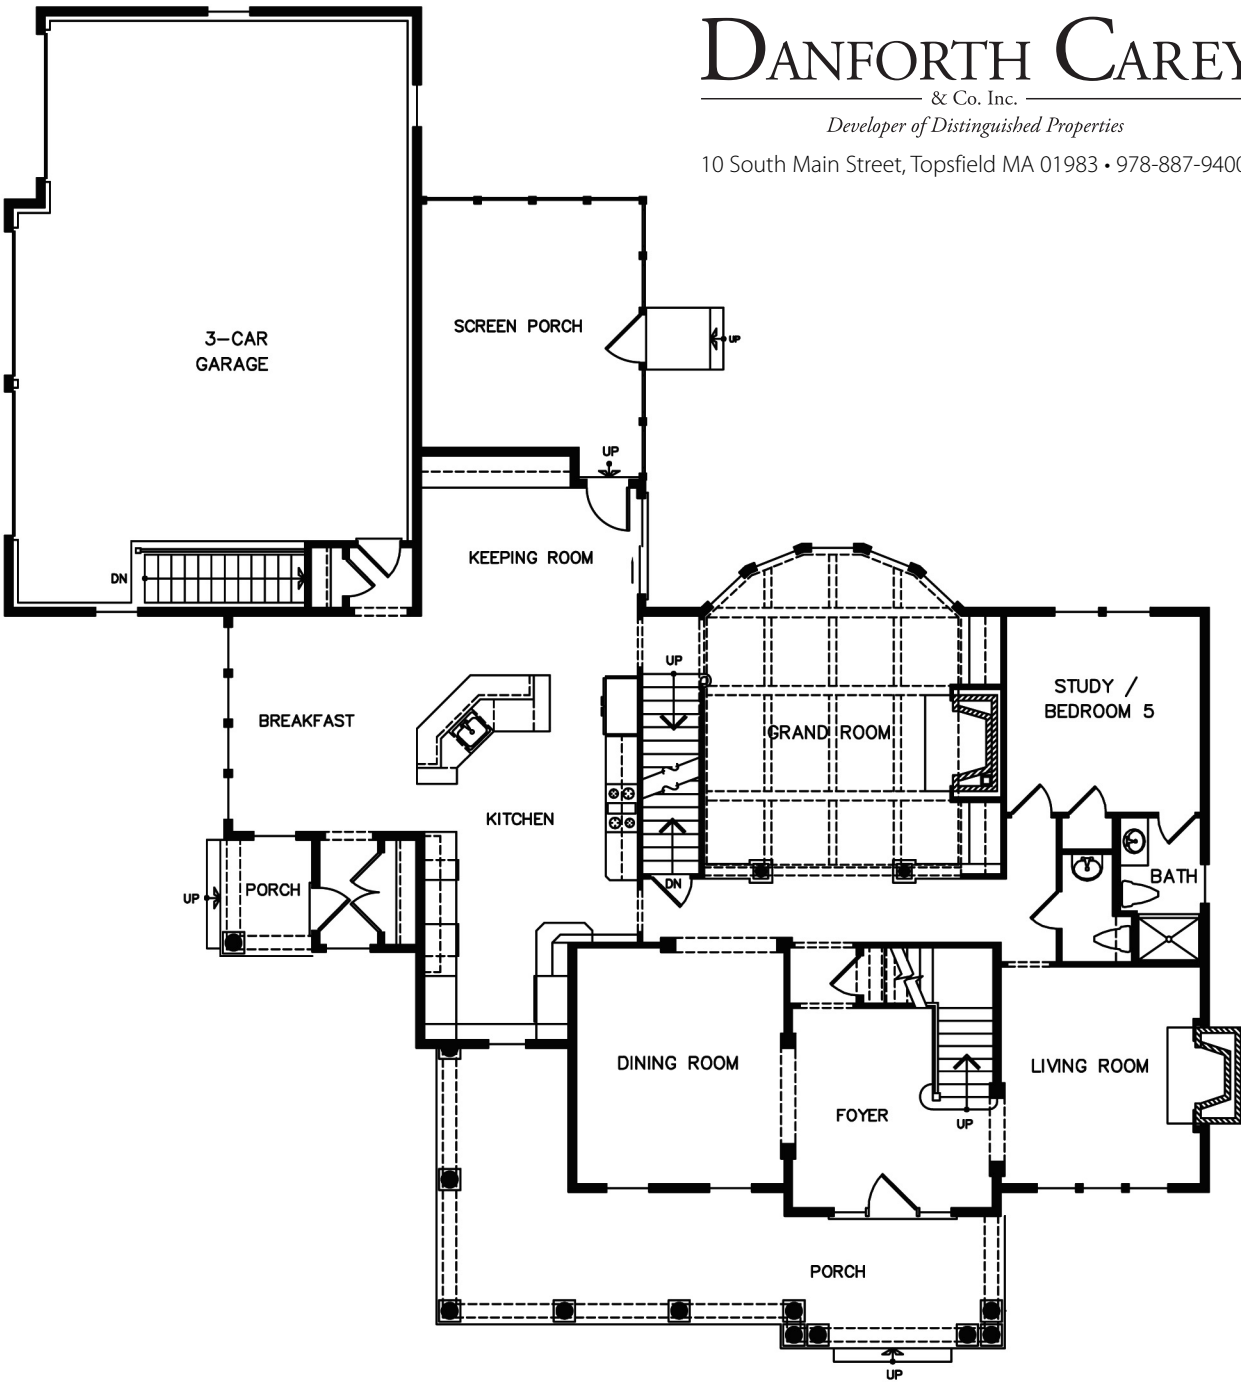 DANFORTH CAREY
& Co. Inc.
Developer of Distinguished Properties
10 South Main Street, Topsfield MA 01983 • 978-887-9400
SCREEN PORCH
3-CAR
GARAGE
UP
UP
KEEPING ROOM
DN
UP
STUDY /
BEDROOM 5
BREAKFAST
GRAND ROOM
KITCHEN
BATH
DN
PORCH
UP
DINING ROOM
LIVING ROOM
FOYER
UP
PORCH
UP